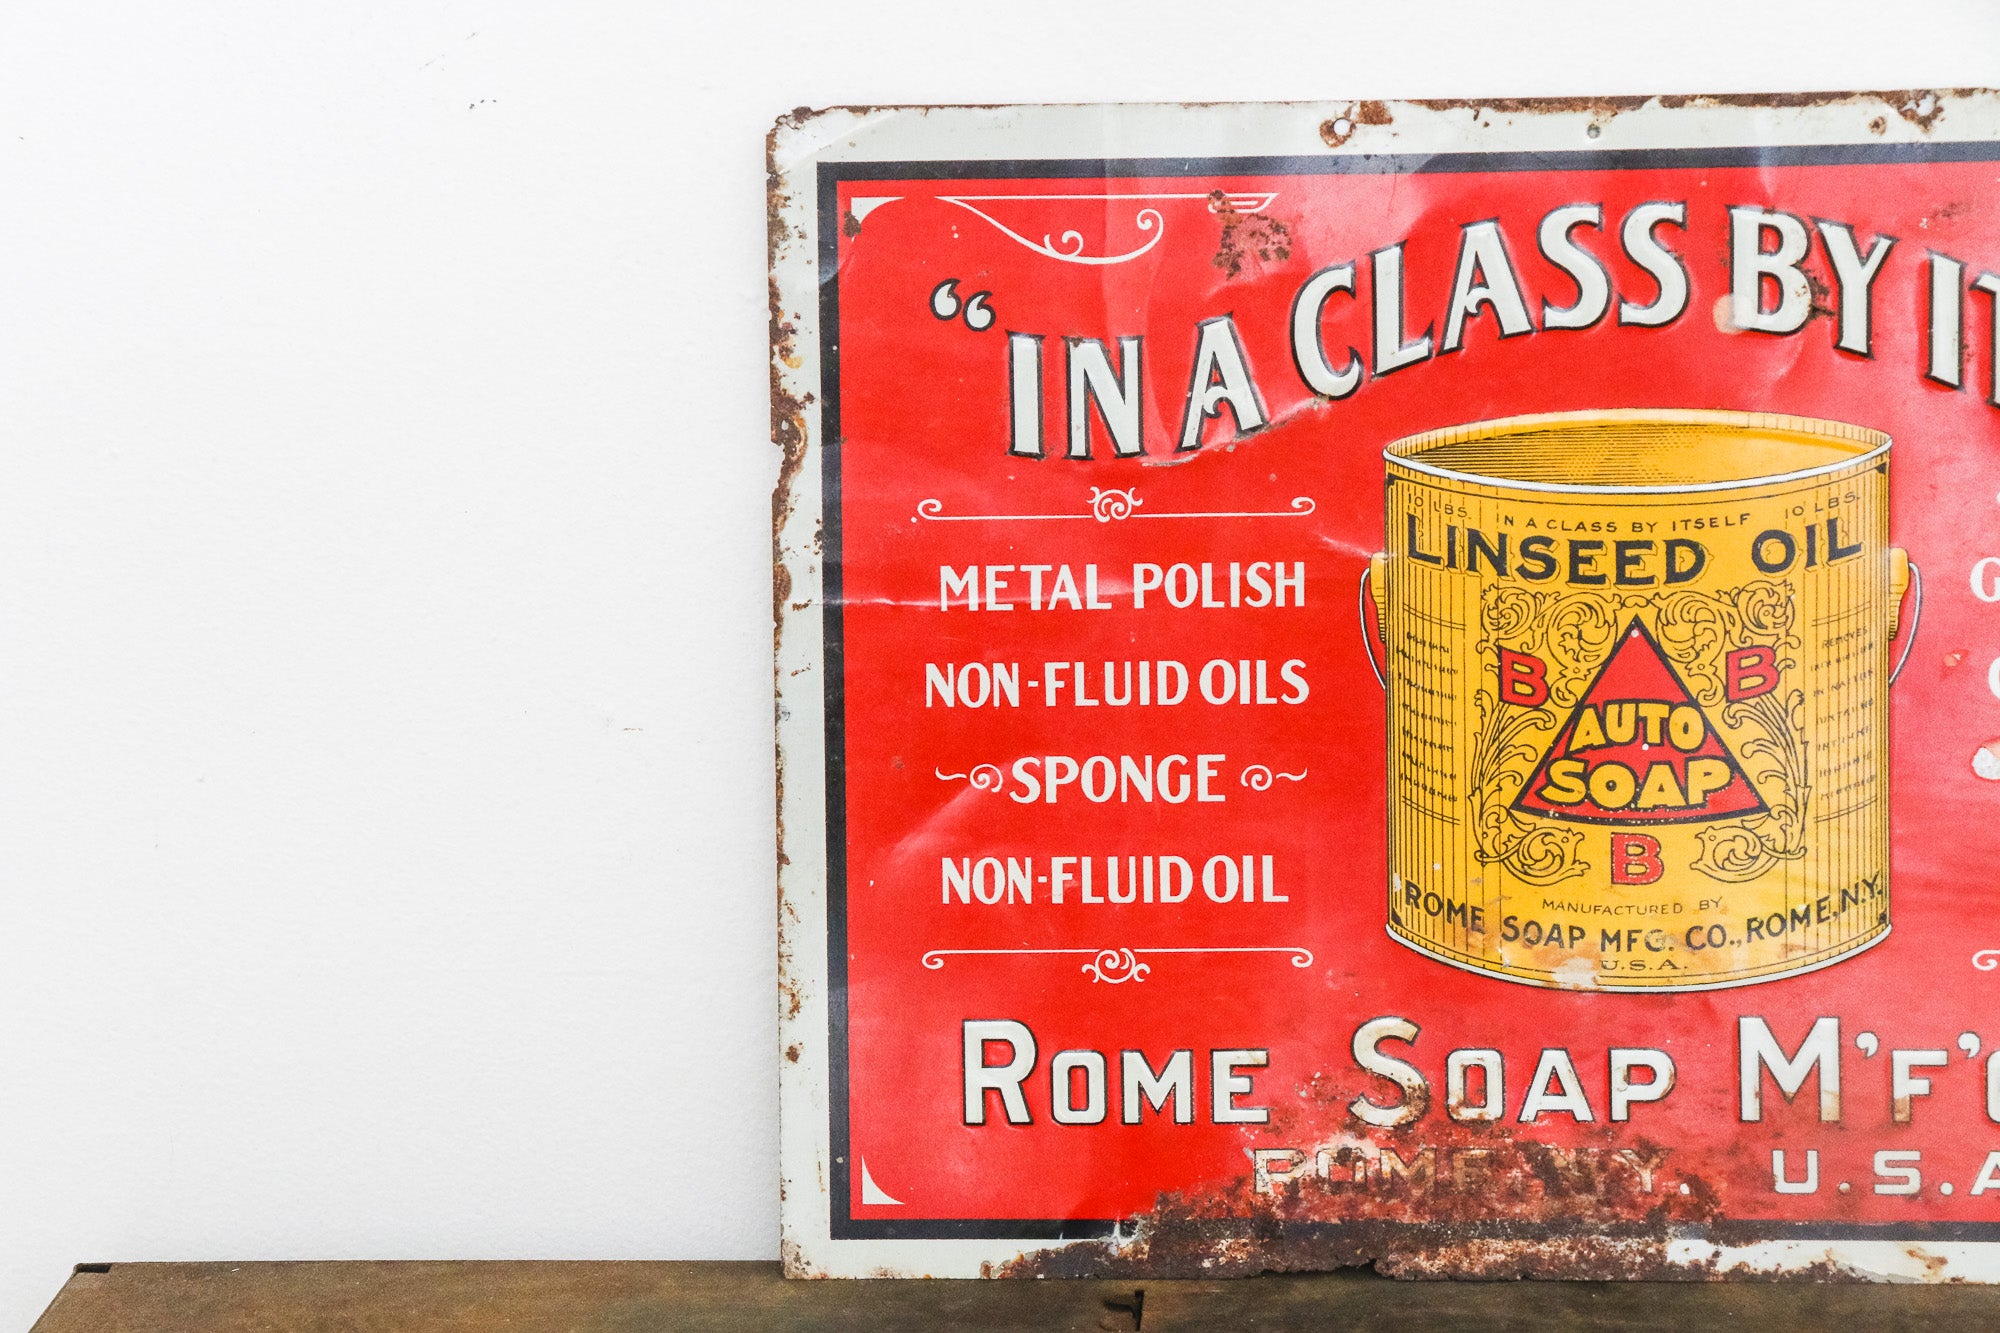 “IN A CLASS BY IT
METAL POLISH
NON-FLUID OILS
SPONGE
NON-FLUID OIL
10 LBS. IN A CLASS BY ITSELF 10 LBS.
LINSEED OIL
B B
AUTO
SOAP
B
REMOVES
MANUFACTURED BY
ROME SOAP MFG. CO., ROME, N.Y.
U.S.A.
G
ROME SOAP M'F'G
ROME, N.Y. U.S.A